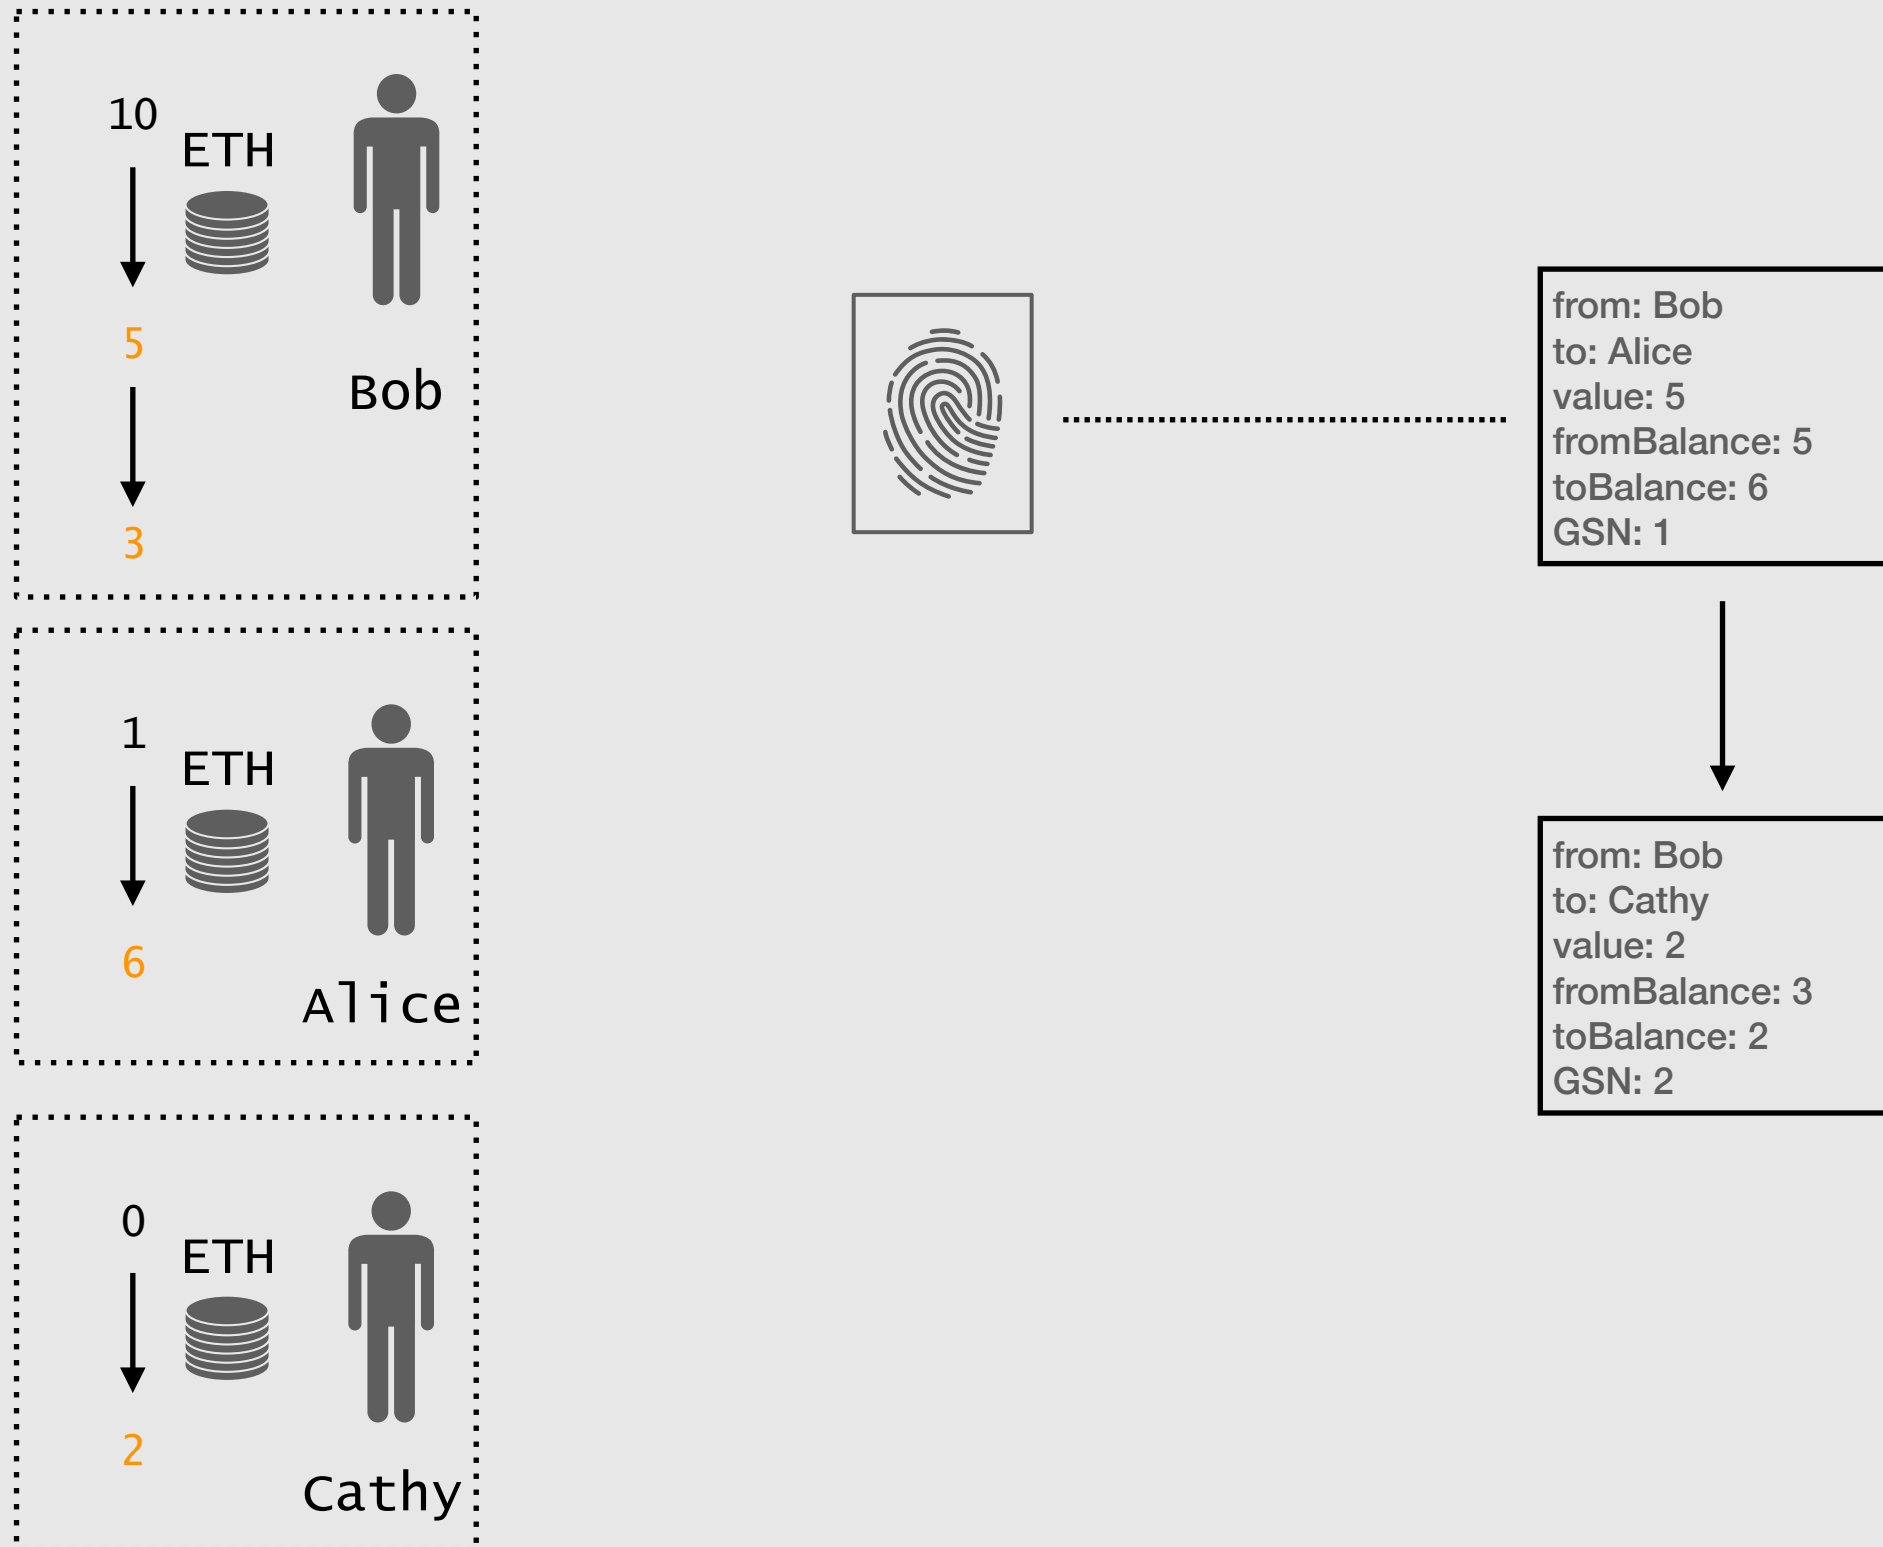 10
ETH
5
Bob
3
1
ETH
6
Alice
0
ETH
2
Cathy
from: Bob
to: Alice
value: 5
fromBalance: 5
toBalance: 6
GSN: 1
from: Bob
to: Cathy
value: 2
fromBalance: 3
toBalance: 2
GSN: 2